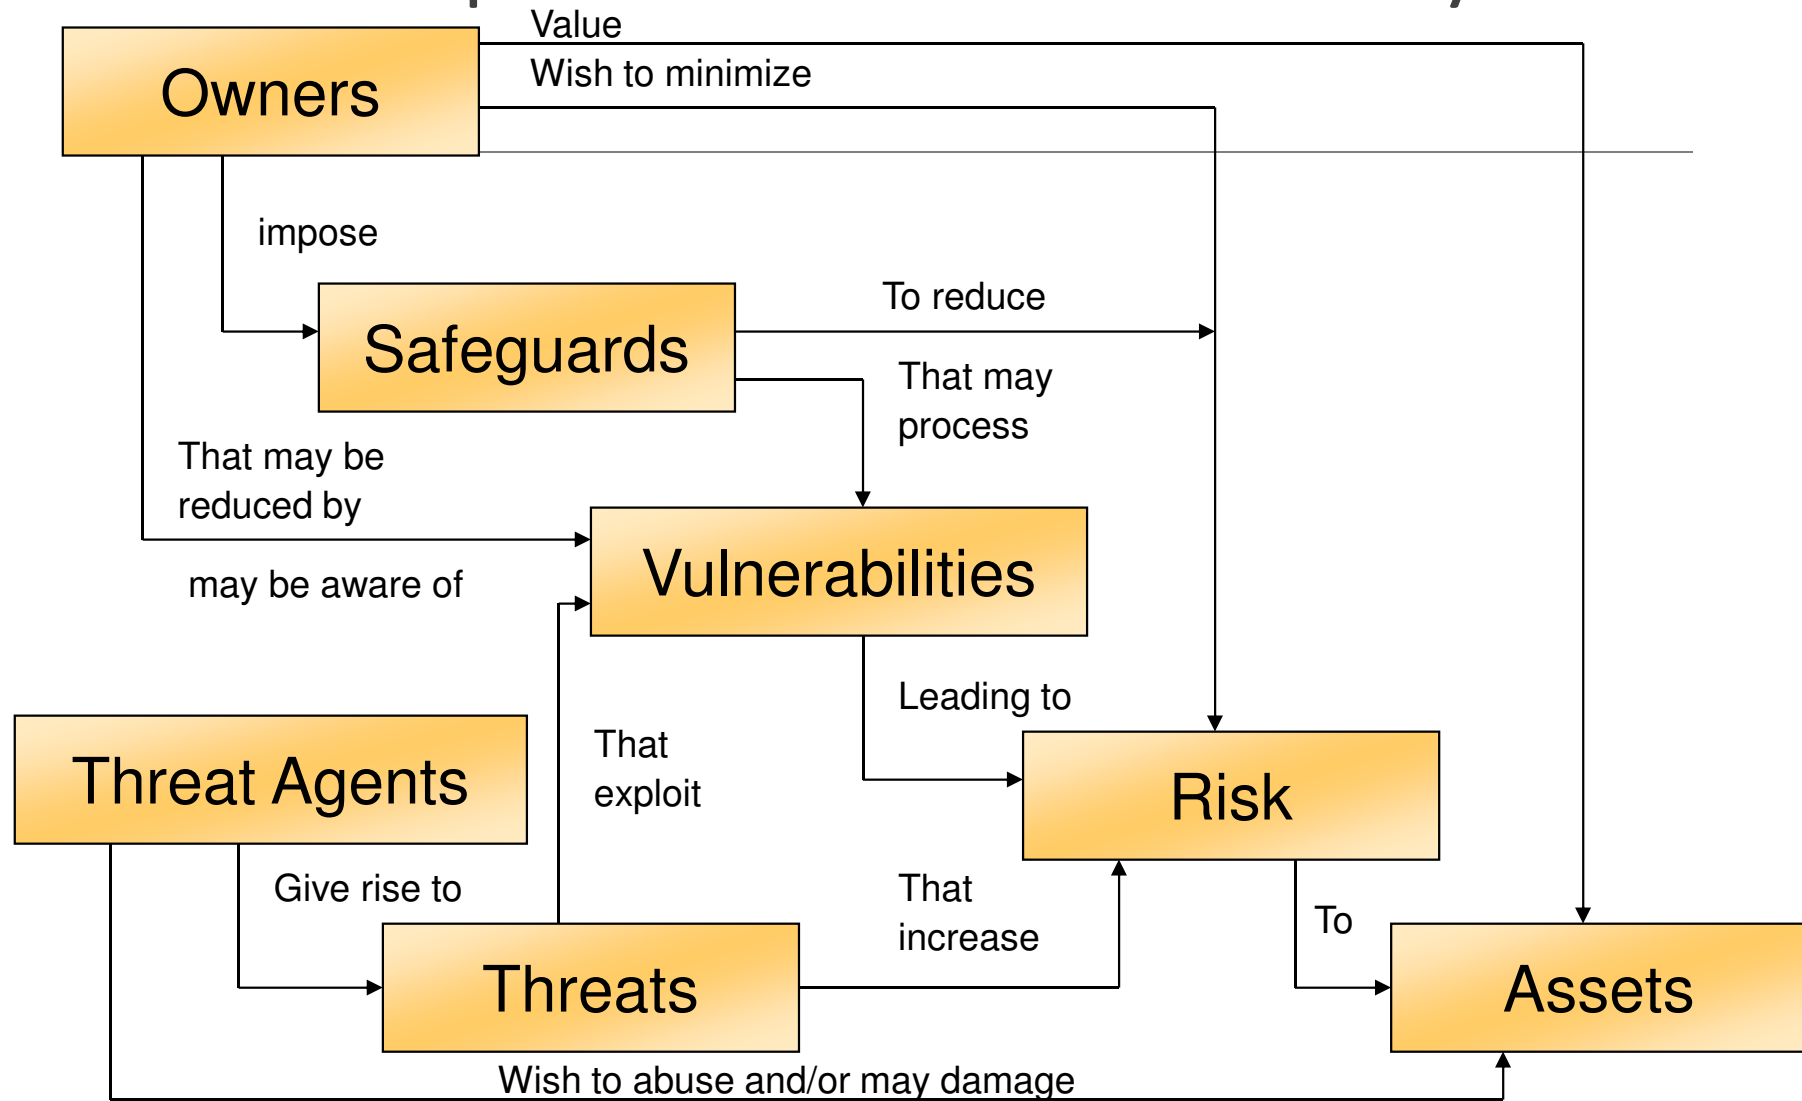 Value
Wish to minimize
Owners
impose
To reduce
Safeguards
That may
process
That may be
reduced by
may be aware of
Vulnerabilities
Leading to
That
exploit
Threat Agents
Risk
Give rise to
That
increase
To
Threats
Assets
Wish to abuse and/or may damage